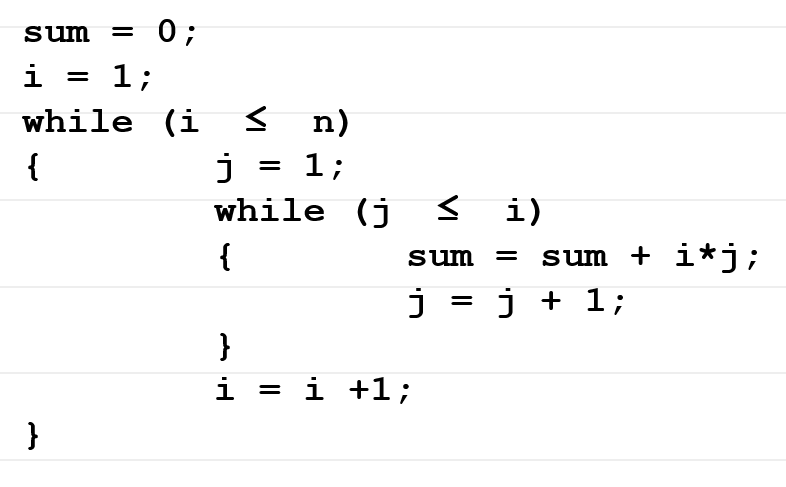 sum = 0;
i = 1;
while (i ≤ n)
{ j = 1;
while (j ≤ i)
{ sum = sum + i*j;
j = j + 1;
}
i = i +1;
}